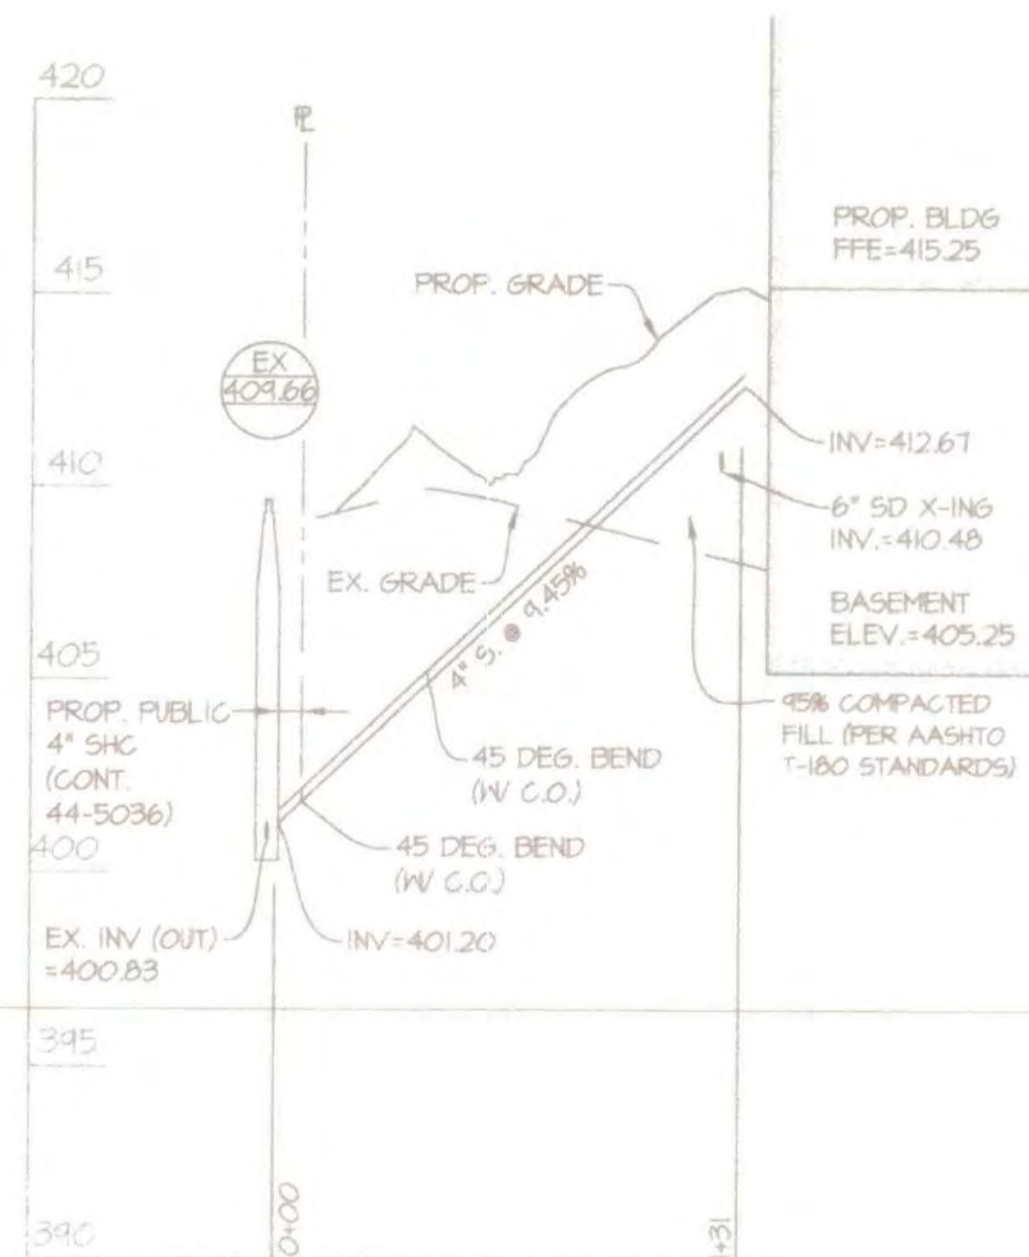 420
PL
PROP. BLDG
FFE=415.25
415
PROP. GRADE
EX
409.66
410
INV=412.67
6" SD X-ING
INV.=410.48
EX. GRADE
4" S. @ 9.45%
BASEMENT
ELEV.=405.25
405
PROP. PUBLIC
4" SHC
(CONT.
44-5036)
45 DEG. BEND
(W/ C.O.)
95% COMPACTED
FILL (PER AASHTO
T-180 STANDARDS)
400
45 DEG. BEND
(W/ C.O.)
EX. INV (OUT)
=400.83
INV=401.20
395
390
0+00
+31